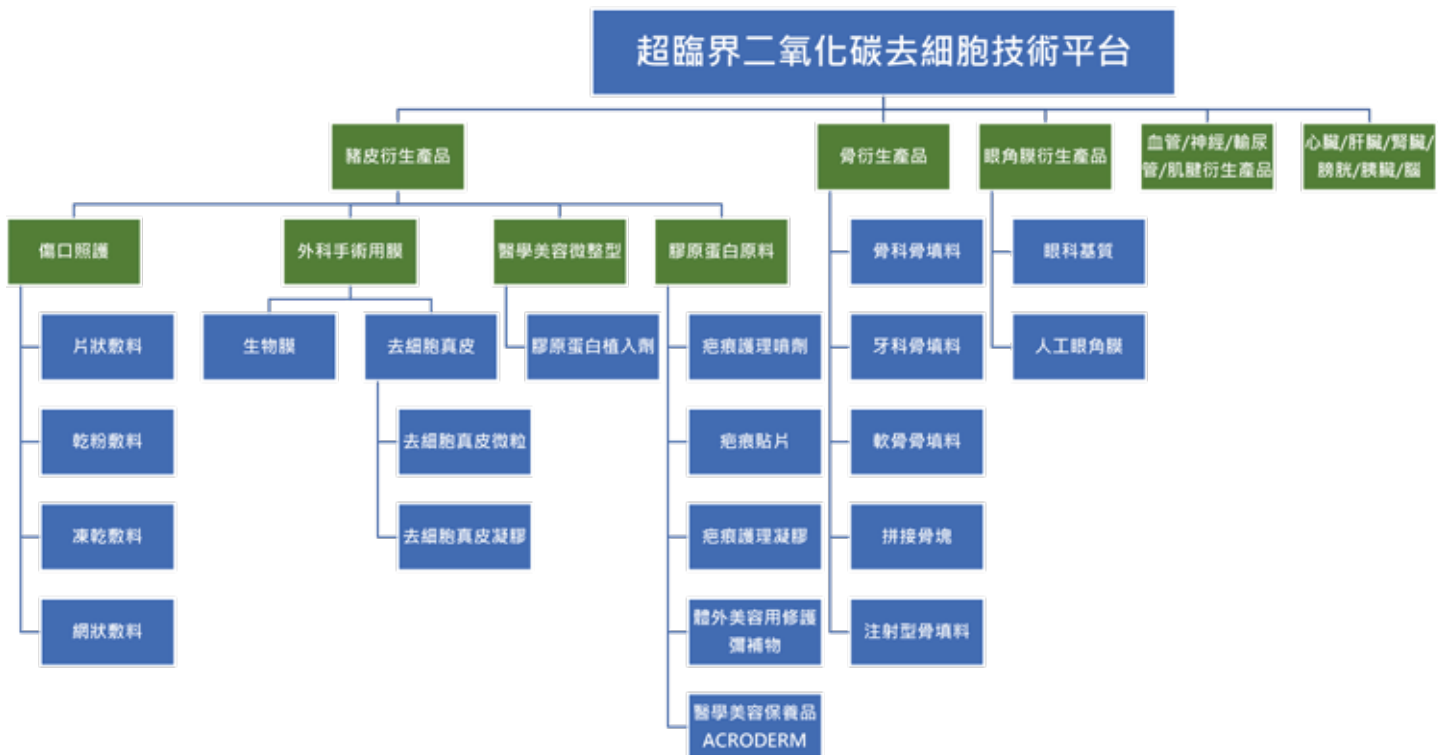 超臨界二氧化碳去細胞技術平台
豬皮衍生產品
骨衍生產品
眼角膜衍生產品
血管/神經/輸尿
管/肌腱衍生產品
心臟/肝臟/腎臟/
膀胱/胰臟/腦
傷口照護
外科手術用膜
醫學美容微整型
膠原蛋白原料
片狀敷料
乾粉敷料
凍乾敷料
網狀敷料
生物膜
去細胞真皮
去細胞真皮微粒
去細胞真皮凝膠
膠原蛋白植入劑
疤痕護理噴劑
疤痕貼片
疤痕護理凝膠
體外美容用修護
彌補物
醫學美容保養品
ACRODERM
骨科骨填料
牙科骨填料
軟骨骨填料
拼接骨塊
注射型骨填料
眼科基質
人工眼角膜